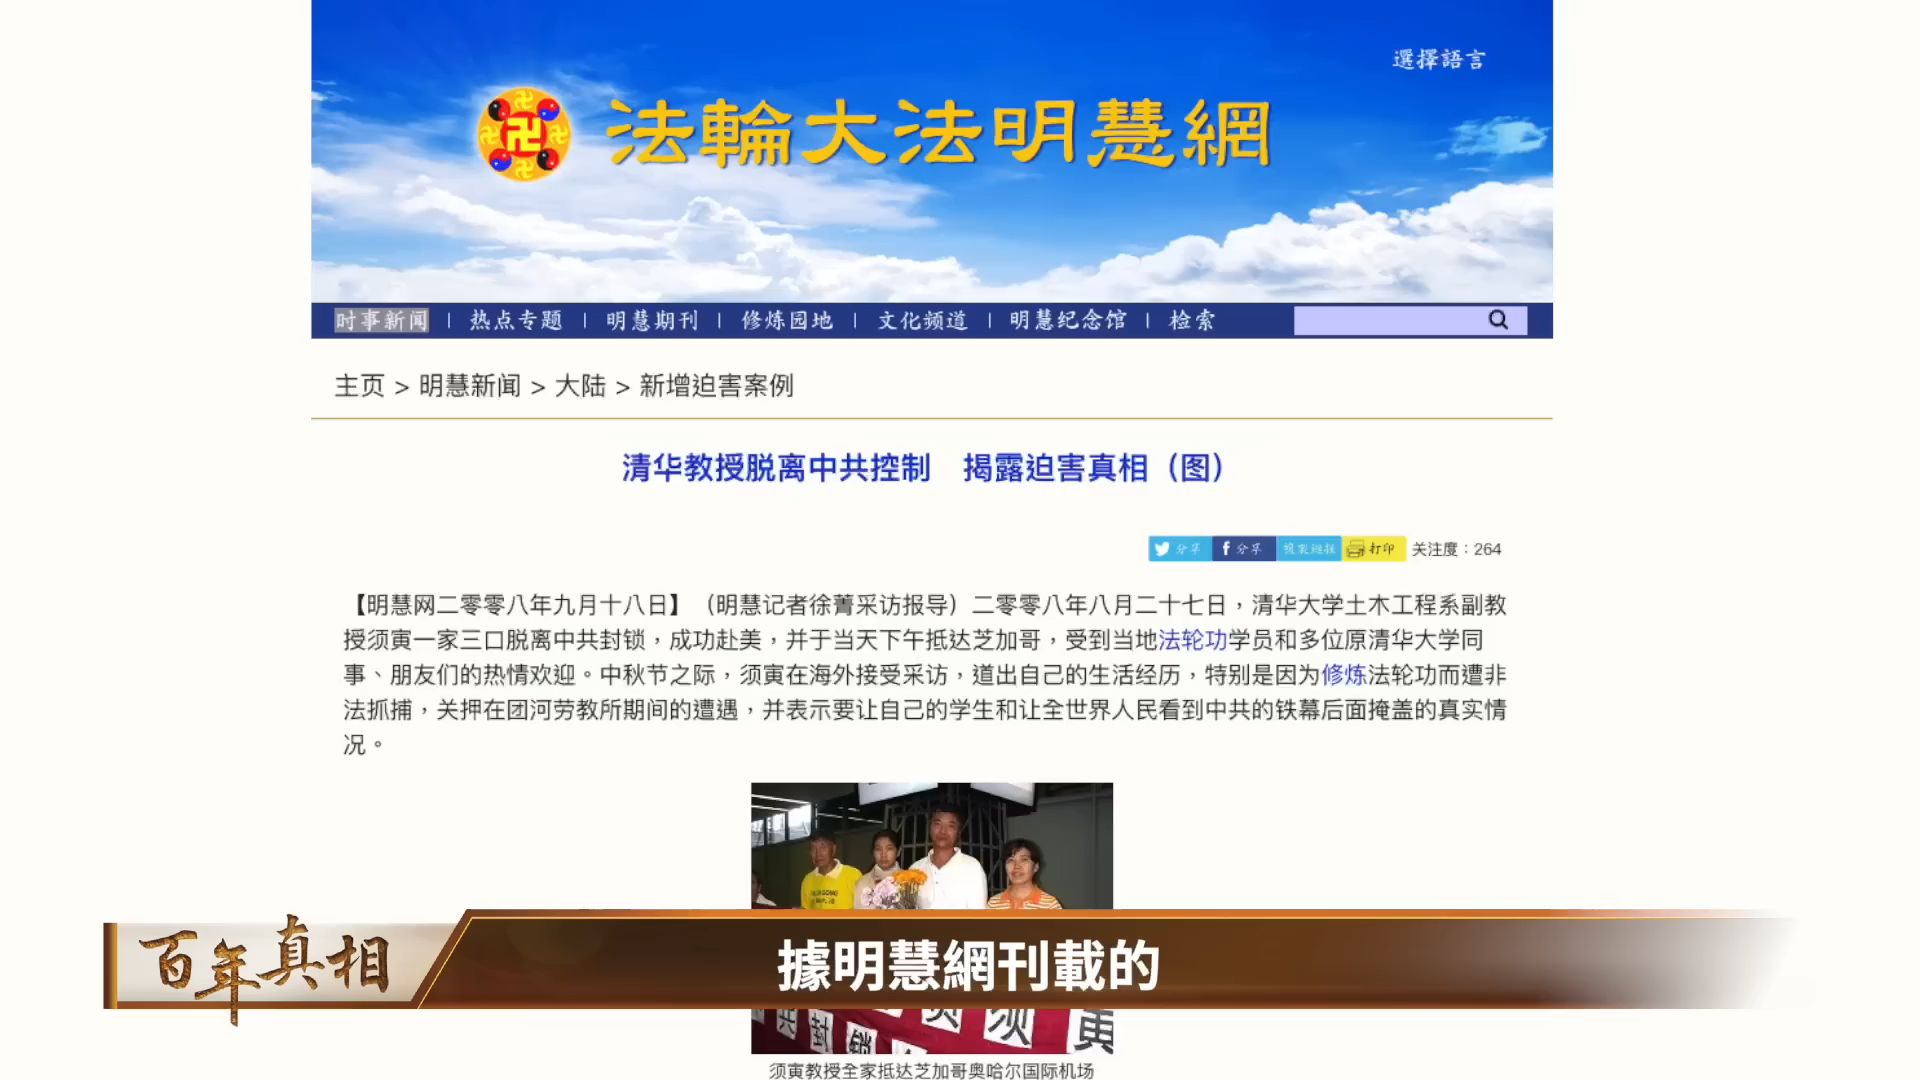 選擇語言
法輪大法明慧網
时事新闻 | 热点专题 | 明慧期刊 | 修炼园地 | 文化频道 | 明慧纪念馆 | 检索
主页 > 明慧新闻 > 大陆 > 新增迫害案例
清华教授脱离中共控制 揭露迫害真相（图）
分享 分享 打印 关注度：264
【明慧网二零零八年九月十八日】（明慧记者徐菁采访报导）二零零八年八月二十七日，清华大学土木工程系副教
授须寅一家三口脱离中共封锁，成功赴美，并于当天下午抵达芝加哥，受到当地法轮功学员和多位原清华大学同
事、朋友们的热情欢迎。中秋节之际，须寅在海外接受采访，道出自己的生活经历，特别是因为修炼法轮功而遭非
法抓捕，关押在团河劳教所期间的遭遇，并表示要让自己的学生和让全世界人民看到中共的铁幕后面掩盖的真实情
况。
百年真相
據明慧網刊載的
共封锁 须寅
须寅教授全家抵达芝加哥奥哈尔国际机场